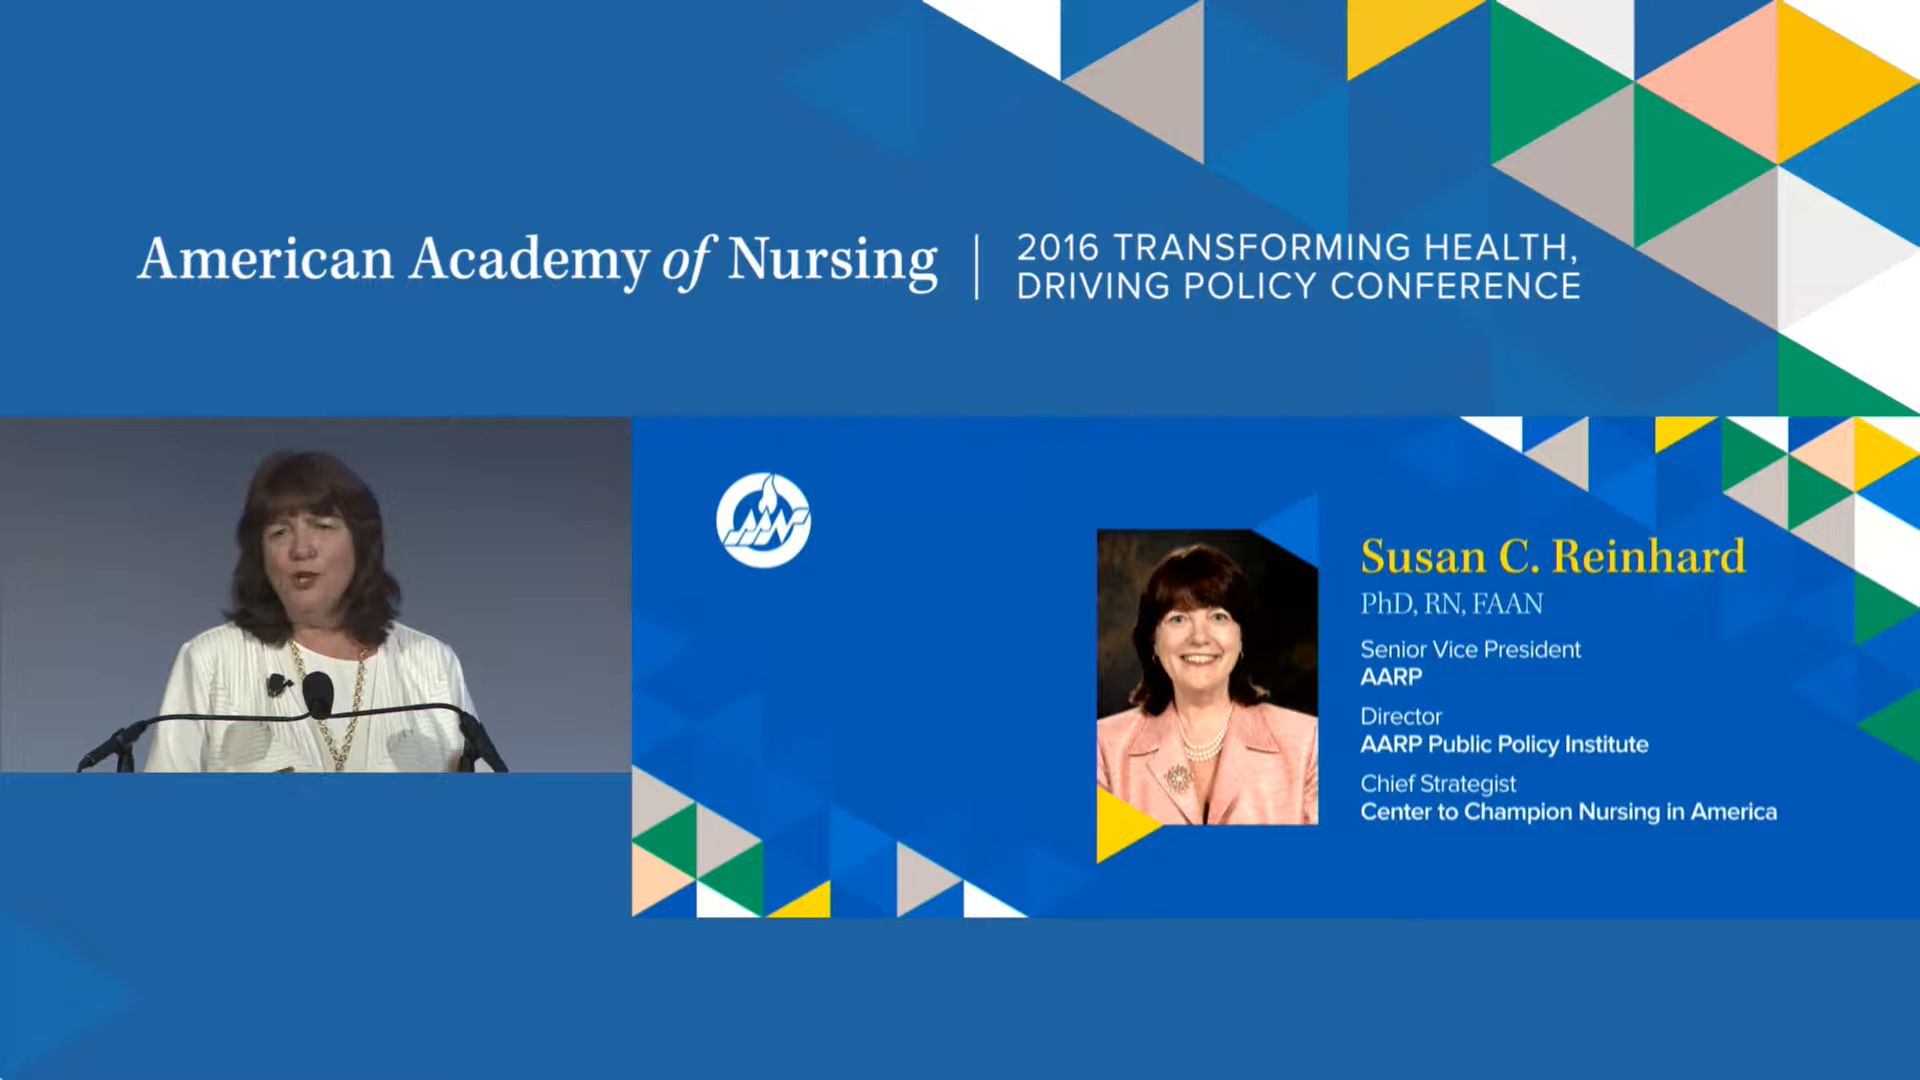 American Academy of Nursing
2016 TRANSFORMING HEALTH,
DRIVING POLICY CONFERENCE
Susan C. Reinhard
PhD, RN, FAAN
Senior Vice President
AARP
Director
AARP Public Policy Institute
Chief Strategist
Center to Champion Nursing in America